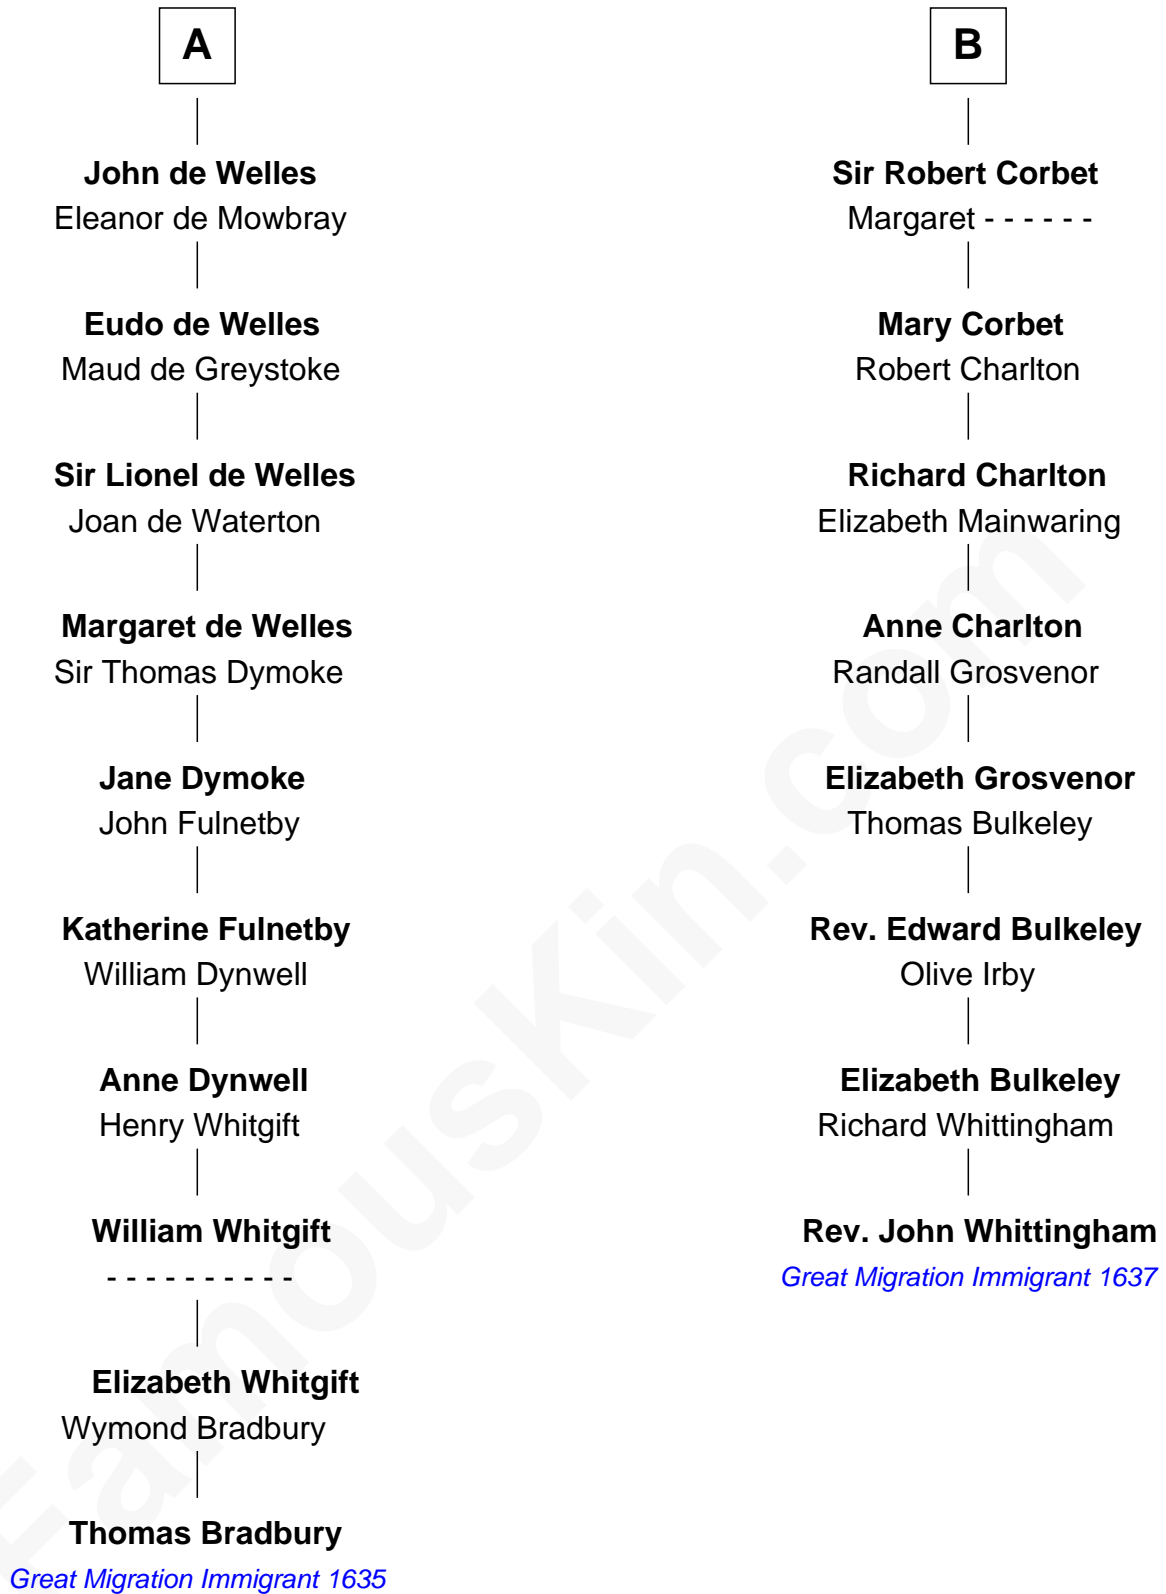 A
John de Welles
Eleanor de Mowbray
Eudo de Welles
Maud de Greystoke
Sir Lionel de Welles
Joan de Waterton
Margaret de Welles
Sir Thomas Dymoke
Jane Dymoke
John Fulnetby
Katherine Fulnetby
William Dynwell
Anne Dynwell
Henry Whitgift
William Whitgift
- - - - - - - - - -
Elizabeth Whitgift
Wymond Bradbury
Thomas Bradbury
Great Migration Immigrant 1635
B
Sir Robert Corbet
Margaret - - - - - -
Mary Corbet
Robert Charlton
Richard Charlton
Elizabeth Mainwaring
Anne Charlton
Randall Grosvenor
Elizabeth Grosvenor
Thomas Bulkeley
Rev. Edward Bulkeley
Olive Irby
Elizabeth Bulkeley
Richard Whittingham
Rev. John Whittingham
Great Migration Immigrant 1637
FamousKin.com